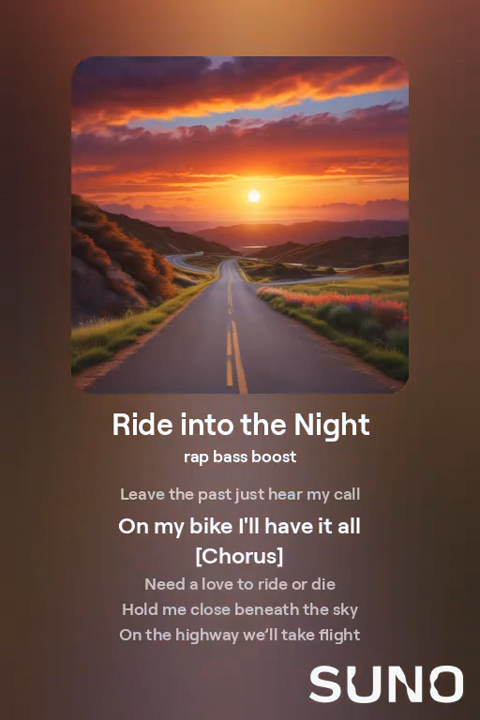 Ride into the Night
rap bass boost
Leave the past just hear my call
On my bike I'll have it all
[Chorus]
Need a love to ride or die
Hold me close beneath the sky
On the highway we’ll take flight
SUNO